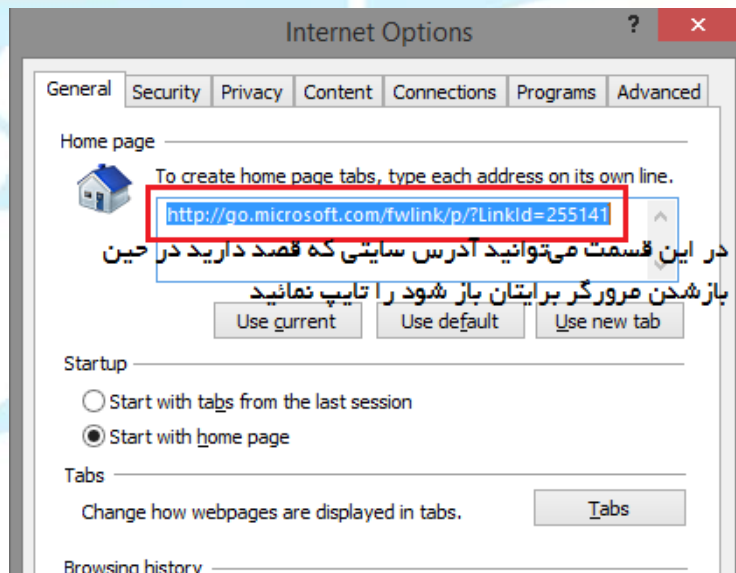 Internet Options
?
General Security Privacy Content Connections Programs Advanced
Home page
To create home page tabs, type each address on its own line.
http://go.microsoft.com/fwlink/p/?LinkId=255141
در این قسمت می‌توانید آدرس سایتی که قصد دارید در حین
بازشدن مرورگر برایتان باز شود را تایپ نمائید
Use current Use default Use new tab
Startup
Start with tabs from the last session
Start with home page
Tabs
Change how webpages are displayed in tabs. Tabs
Browsing history